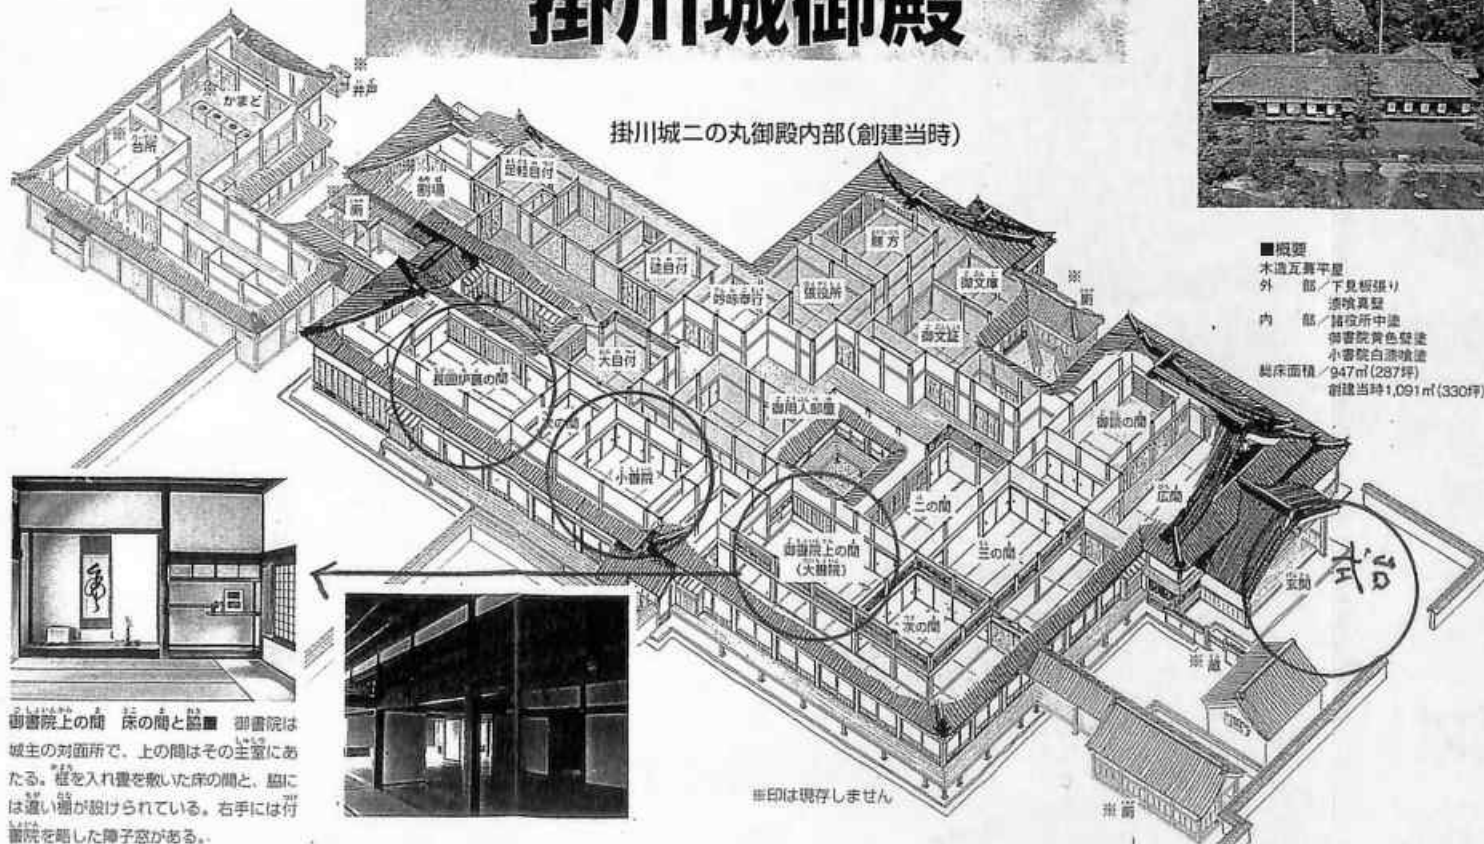 掛川城御殿
掛川城二の丸御殿内部(創建当時)
※
井戸
※
かまど
※
台所
※
厠
劇場
足軽目付
徒目付
吟味奉行
大目付
長囲炉裏の間
次の間
小書院
御用人部屋
張役所
賄方
御文庫
御文証
※
厠
御書院上の間
(大書院)
二の間
三の間
次の間
御談の間
広間
玄関
式台
※
※厠
※印は現存しません
■概要
木造瓦葺平屋
外 部/下見板張り
漆喰真壁
内 部/諸役所中塗
御書院黄色壁塗
小書院白漆喰塗
総床面積/947㎡(287坪)
創建当時1,091㎡(330坪)
御書院上の間 床の間と脇■ 御書院は
城主の対面所で、上の間はその主室にあ
たる。框を入れ畳を敷いた床の間と、脇に
は違い棚が設けられている。右手には付
書院を略した障子窓がある。